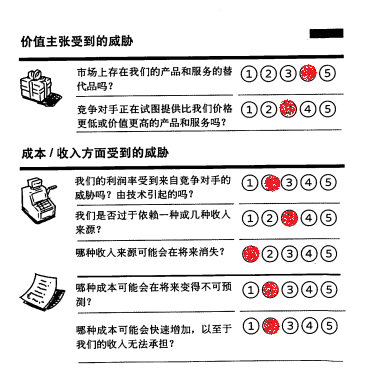 价值主张受到的威胁
市场上存在我们的产品和服务的替
代品吗？
①②③⑤
竞争对手正在试图提供比我们价格
更低或价值更高的产品和服务吗？
①②④⑤
成本 / 收入方面受到的威胁
我们的利润率受到来自竞争对手的
威胁吗？由技术引起的吗？
①③④⑤
我们是否过于依赖一种或几种收入
来源？
①②④⑤
哪种收入来源可能会在将来消失？
②③④⑤
哪种成本可能会在将来变得不可预
测？
①③④⑤
哪种成本可能会快速增加，以至于
我们的收入无法承担？
①③④⑤